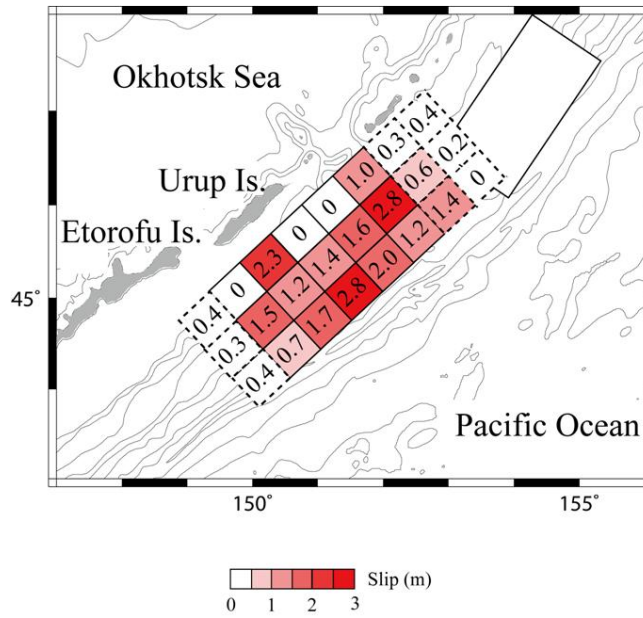 Okhotsk Sea
Urup Is.
Etorofu Is.
0.4 0 2.3 0 0 1.0 0.3 0.4
0.3 1.5 1.2 1.4 1.6 2.8 0.6 0.2
0.4 0.7 1.7 2.8 2.0 1.2 1.4 0
45°
Pacific Ocean
150° 155°
Slip (m)
0 1 2 3